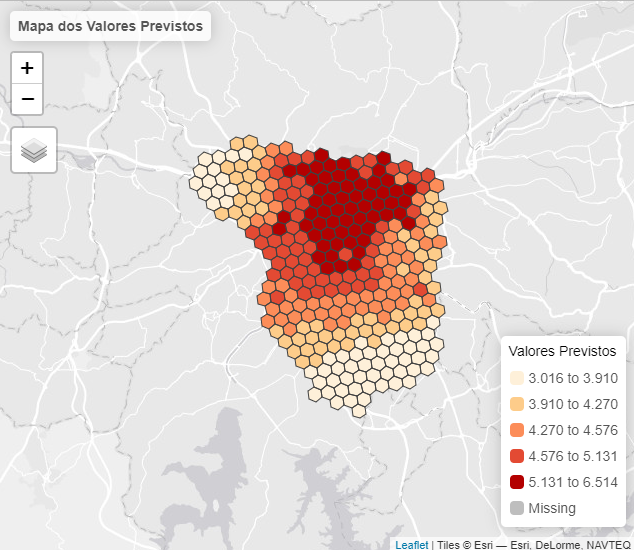 Mapa dos Valores Previstos
+
−
Valores Previstos
3.016 to 3.910
3.910 to 4.270
4.270 to 4.576
4.576 to 5.131
5.131 to 6.514
Missing
Leaflet | Tiles © Esri — Esri, DeLorme, NAVTEQ